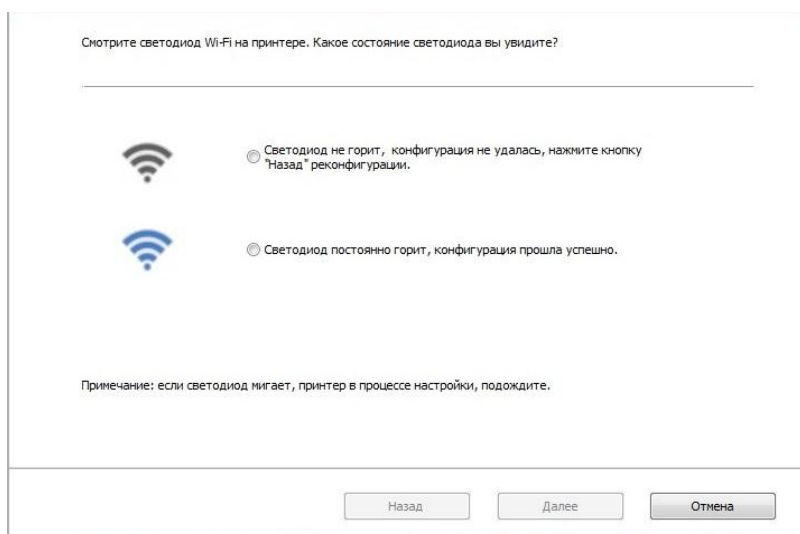 Смотрите светодиод Wi-Fi на принтере. Какое состояние светодиода вы увидите?
Светодиод не горит, конфигурация не удалась, нажмите кнопку
"Назад" реконфигурации.
Светодиод постоянно горит, конфигурация прошла успешно.
Примечание: если светодиод мигает, принтер в процессе настройки, подождите.
Назад
Далее
Отмена